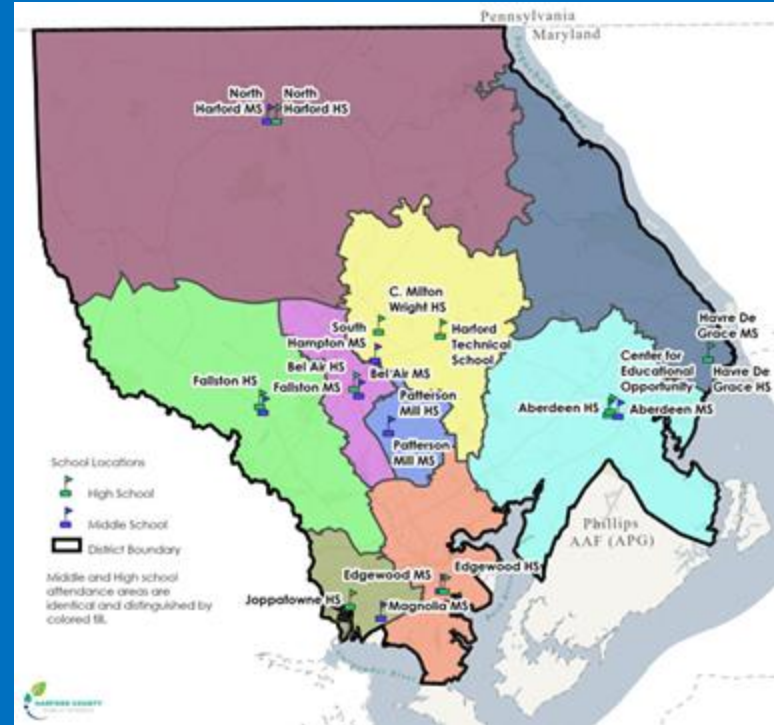 Pennsylvania
Maryland
North
Harford MS
North
Harford HS
C. Milton
Wright HS
South
Hampton MS
Harford
Technical
School
Havre De
Grace MS
Bel Air HS
Bel Air MS
Center for
Educational
Opportunity
Havre De
Grace HS
Fallston HS
Fallston MS
Patterson
Mill HS
Aberdeen HS
Aberdeen MS
Patterson
Mill MS
School Locations
High School
Middle School
District Boundary
Phillips
AAF (APG)
Middle and High school
attendance areas are
identical and distinguished by
colored fill.
Edgewood MS
Edgewood HS
Joppatowne HS
Magnolia MS
HARFORD COUNTY